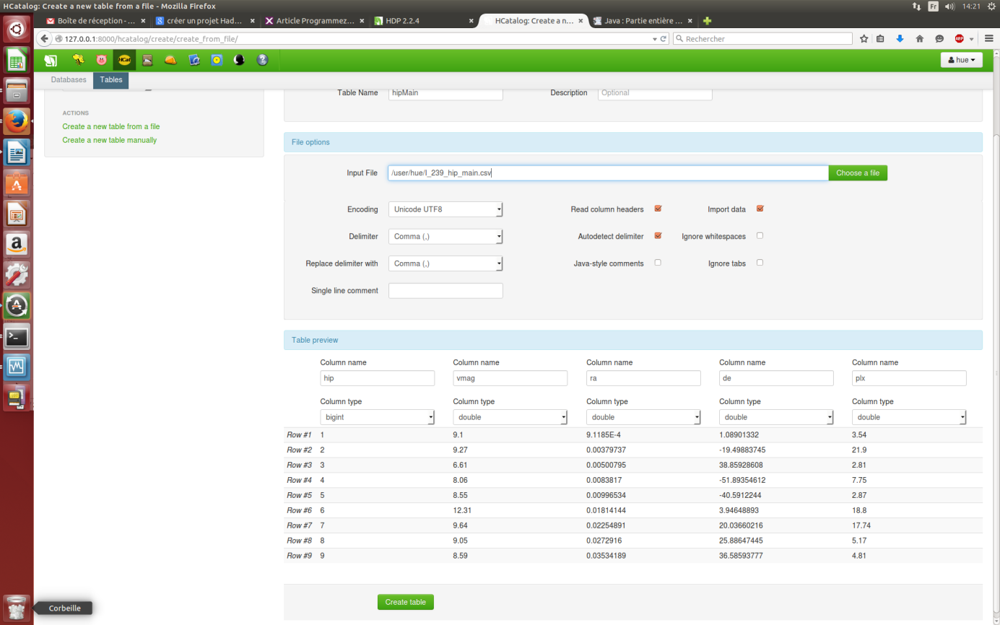 HCatalog: Create a new table from a file - Mozilla Firefox
Fr 14:21
Boîte de réception - ... × créer un projet Had... × Article Programmez... × HDP 2.2.4 × HCatalog: Create a n... × Java : Partie entière ... ×
127.0.0.1:8000/hcatalog/create/create_from_file/ Rechercher ABP
HCat hue
Databases Tables
Table Name hipMain Description Optional
ACTIONS
Create a new table from a file
Create a new table manually
File options
Input File /user/hue/I_239_hip_main.csv Choose a file
Encoding Unicode UTF8 Read column headers Import data
Delimiter Comma (,) Autodetect delimiter Ignore whitespaces
Replace delimiter with Comma (,) Java-style comments Ignore tabs
Single line comment
Table preview
Column name Column name Column name Column name Column name
hip vmag ra de plx
Column type Column type Column type Column type Column type
bigint double double double double
Row #1 1 9.1 9.1185E-4 1.08901332 3.54
Row #2 2 9.27 0.00379737 -19.49883745 21.9
Row #3 3 6.61 0.00500795 38.85928608 2.81
Row #4 4 8.06 0.0083817 -51.89354612 7.75
Row #5 5 8.55 0.00996534 -40.5912244 2.87
Row #6 6 12.31 0.01814144 3.94648893 18.8
Row #7 7 9.64 0.02254891 20.03660216 17.74
Row #8 8 9.05 0.0272916 25.88647445 5.17
Row #9 9 8.59 0.03534189 36.58593777 4.81
Create table
Corbeille